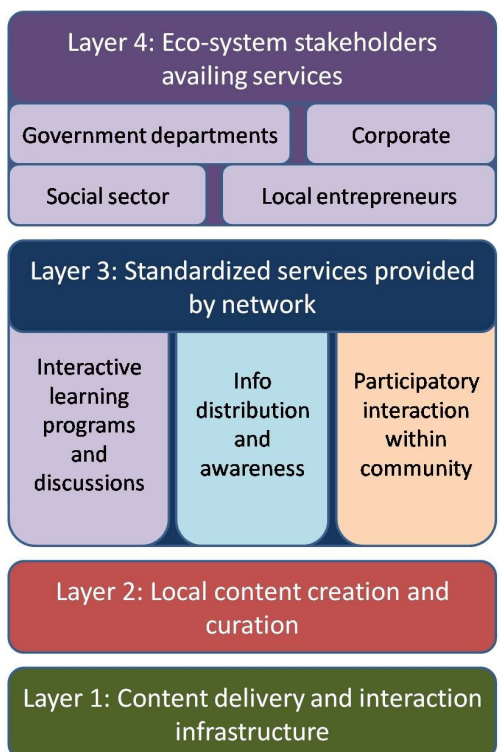 Layer 4: Eco-system stakeholders
availing services
Government departments
Corporate
Social sector
Local entrepreneurs
Layer 3: Standardized services provided
by network
Interactive
learning
programs
and
discussions
Info
distribution
and
awareness
Participatory
interaction
within
community
Layer 2: Local content creation and
curation
Layer 1: Content delivery and interaction
infrastructure